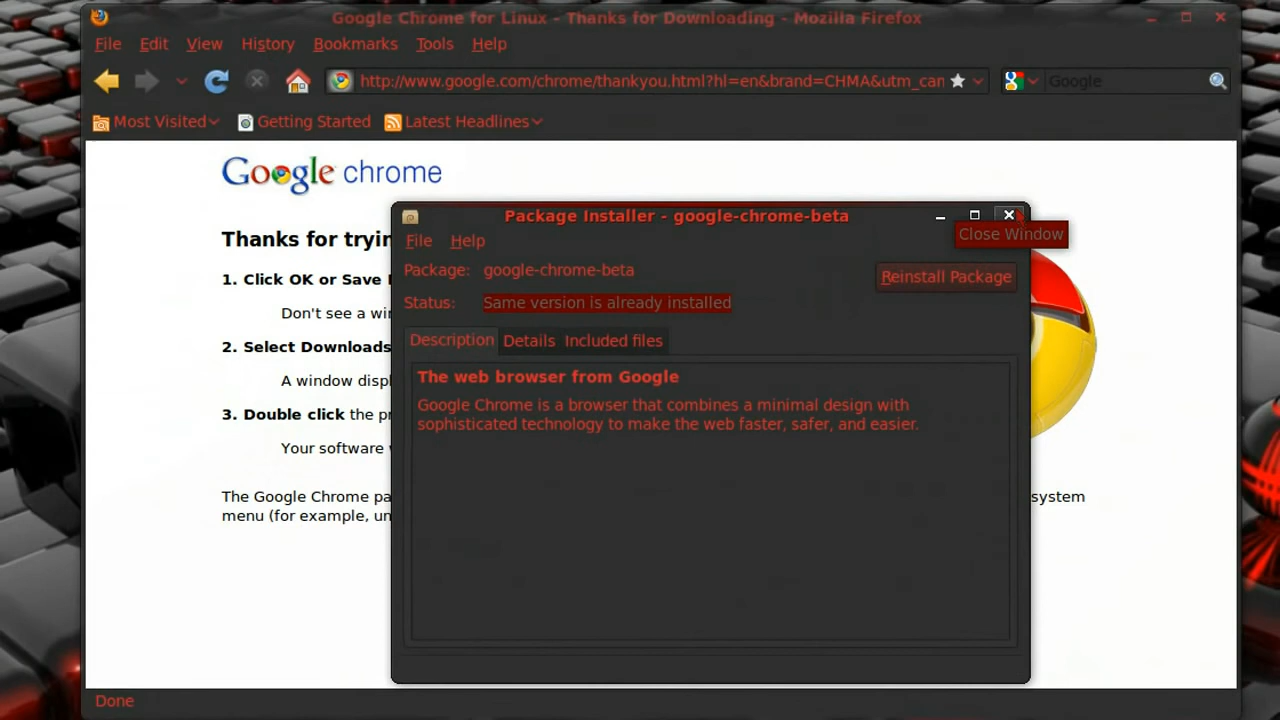 Google Chrome for Linux - Thanks for Downloading - Mozilla Firefox
File Edit View History Bookmarks Tools Help
http://www.google.com/chrome/thankyou.html?hl=en&brand=CHMA&utm_can
Google
Most Visited Getting Started Latest Headlines
Google chrome
Thanks for tryin
1. Click OK or Save
Don't see a wi
2. Select Downloads
A window displ
3. Double click the p
Your software
The Google Chrome pa
system
menu (for example, un
Package Installer - google-chrome-beta
Close Window
File Help
Package: google-chrome-beta
Reinstall Package
Status: Same version is already installed
Description Details Included files
The web browser from Google
Google Chrome is a browser that combines a minimal design with
sophisticated technology to make the web faster, safer, and easier.
Done